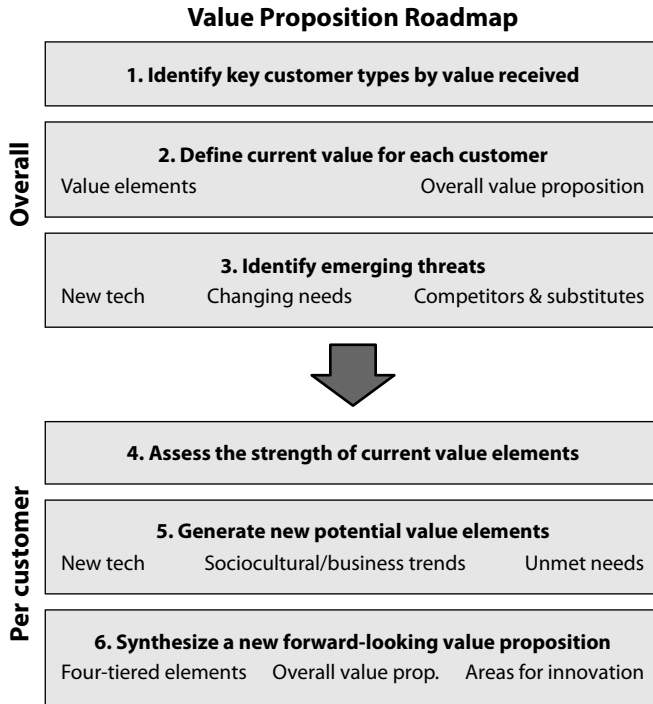 Value Proposition Roadmap
Overall
1. Identify key customer types by value received
2. Define current value for each customer
Value elements Overall value proposition
3. Identify emerging threats
New tech Changing needs Competitors & substitutes
Per customer
4. Assess the strength of current value elements
5. Generate new potential value elements
New tech Sociocultural/business trends Unmet needs
6. Synthesize a new forward-looking value proposition
Four-tiered elements Overall value prop. Areas for innovation